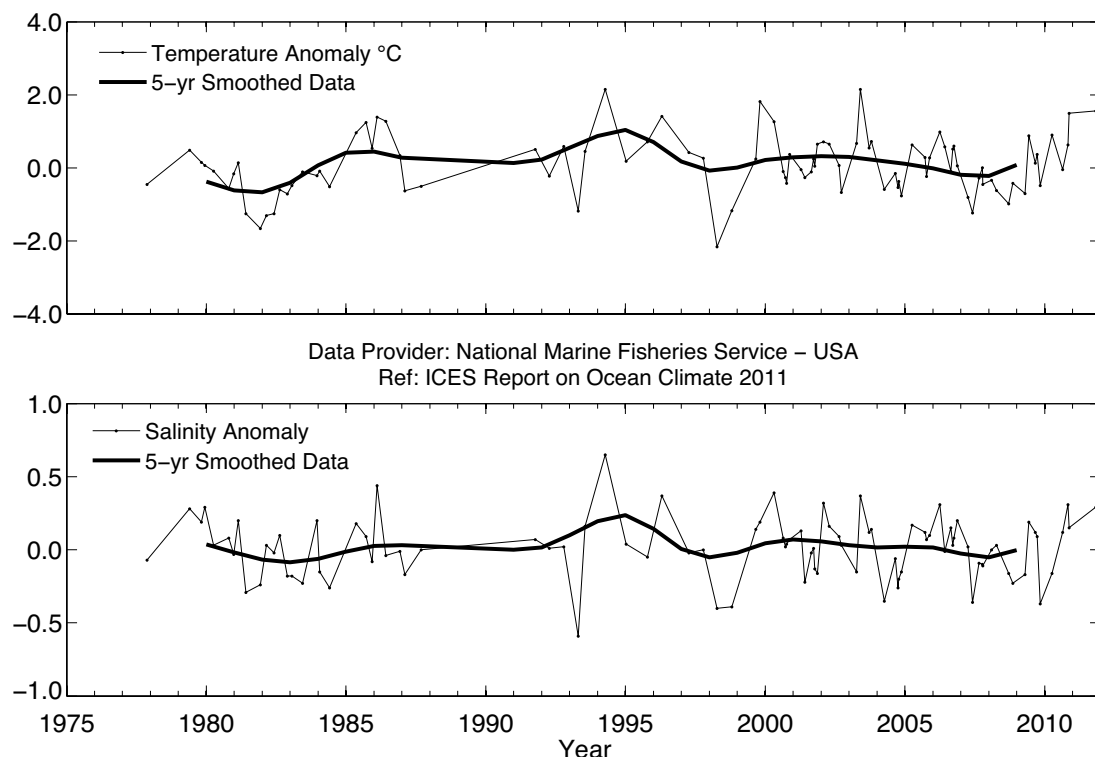 4.0
Temperature Anomaly °C
5−yr Smoothed Data
2.0
0.0
−2.0
−4.0
Data Provider: National Marine Fisheries Service − USA
Ref: ICES Report on Ocean Climate 2011
1.0
Salinity Anomaly
5−yr Smoothed Data
0.5
0.0
−0.5
−1.0
1975 1980 1985 1990 1995 2000 2005 2010
Year